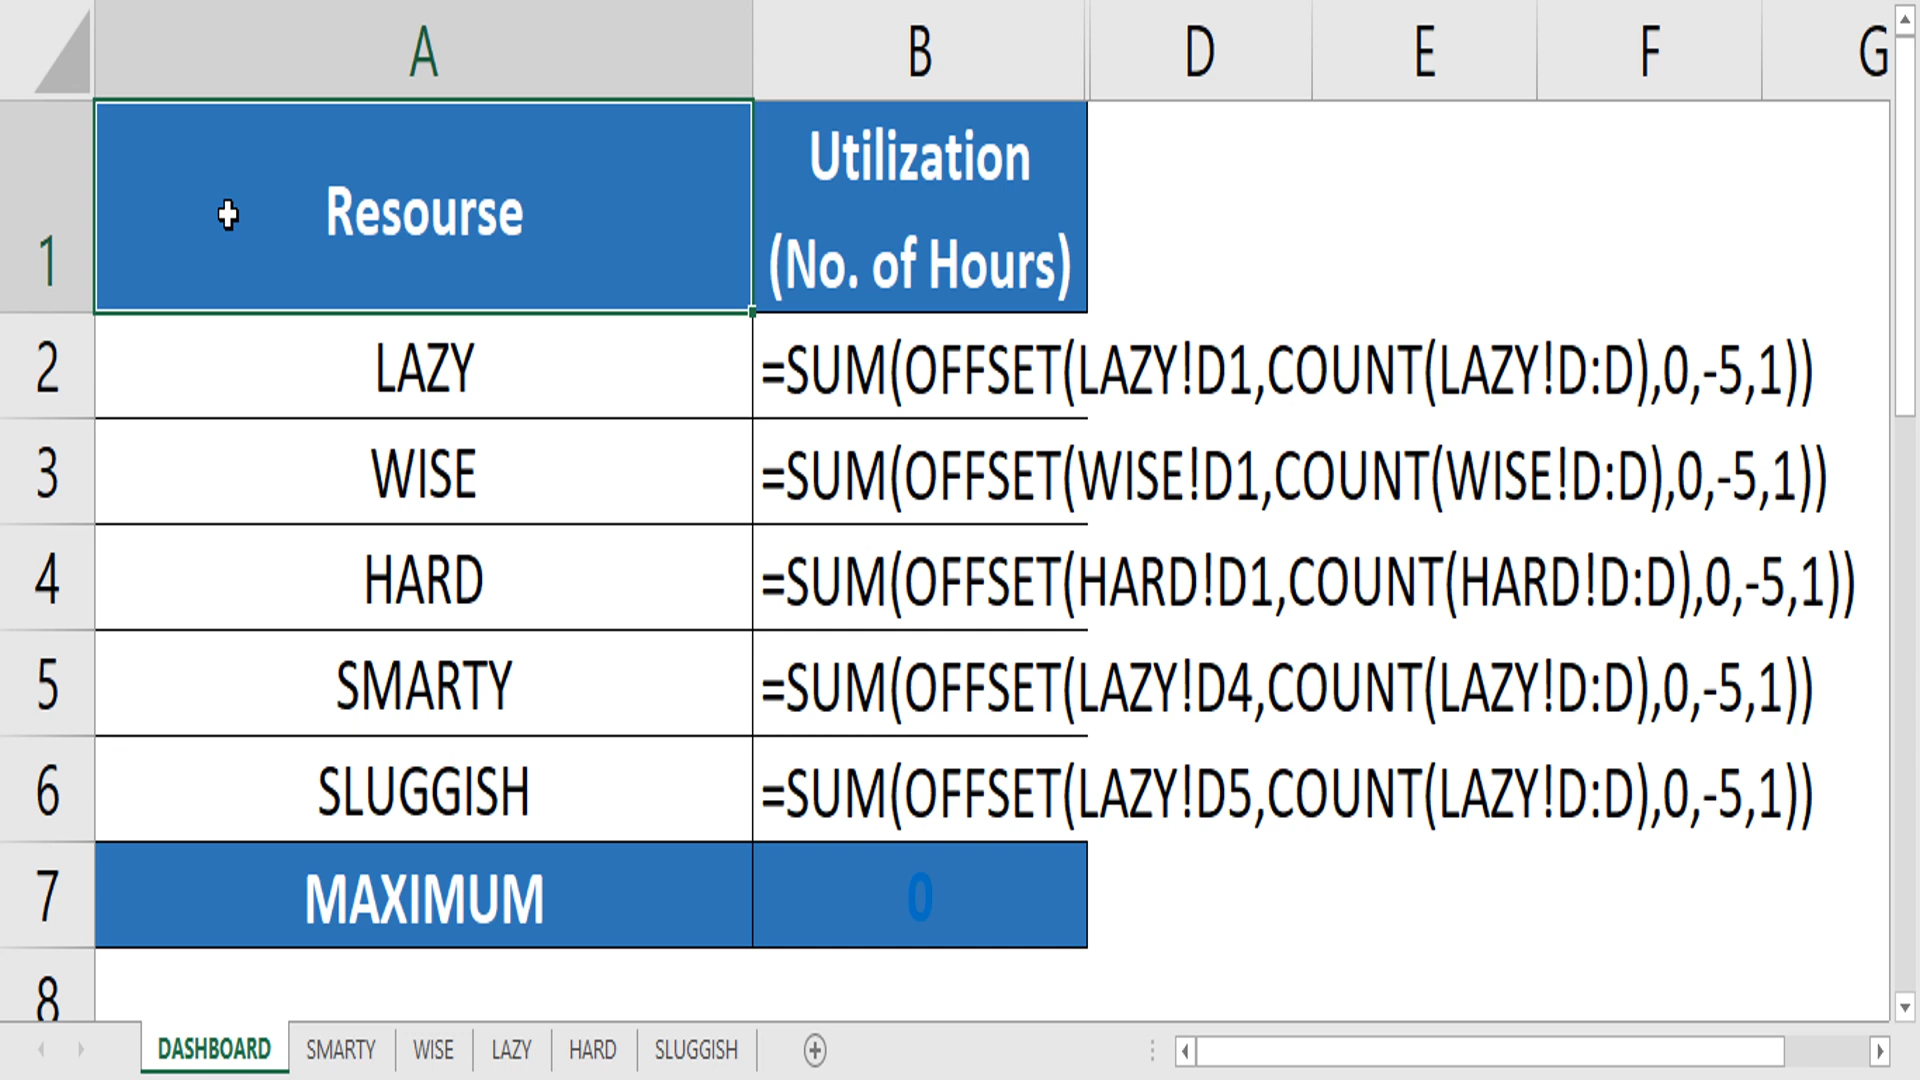 A B D E F G
1 Resourse Utilization
(No. of Hours)
2 LAZY =SUM(OFFSET(LAZY!D1,COUNT(LAZY!D:D),0,-5,1))
3 WISE =SUM(OFFSET(WISE!D1,COUNT(WISE!D:D),0,-5,1))
4 HARD =SUM(OFFSET(HARD!D1,COUNT(HARD!D:D),0,-5,1))
5 SMARTY =SUM(OFFSET(LAZY!D4,COUNT(LAZY!D:D),0,-5,1))
6 SLUGGISH =SUM(OFFSET(LAZY!D5,COUNT(LAZY!D:D),0,-5,1))
7 MAXIMUM 0
8
DASHBOARD SMARTY WISE LAZY HARD SLUGGISH